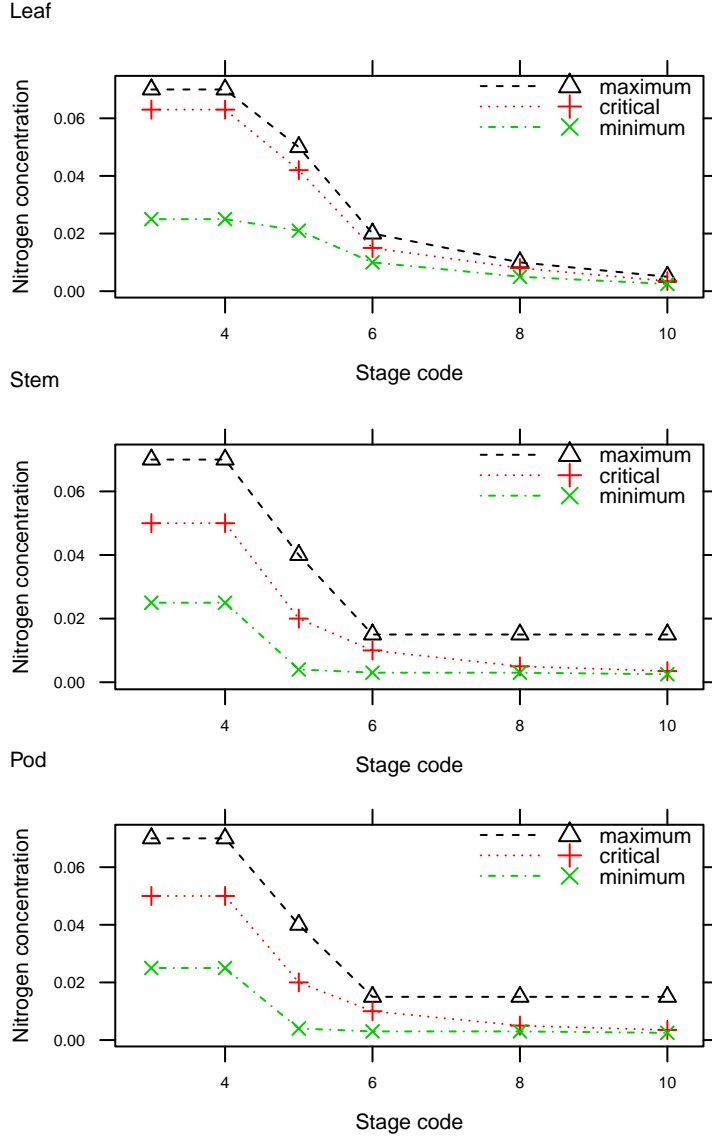 Leaf
Nitrogen concentration
0.06
0.04
0.02
0.00
maximum
critical
minimum
4 6 8 10
Stage code
Stem
Nitrogen concentration
0.06
0.04
0.02
0.00
maximum
critical
minimum
4 6 8 10
Stage code
Pod
Nitrogen concentration
0.06
0.04
0.02
0.00
maximum
critical
minimum
4 6 8 10
Stage code